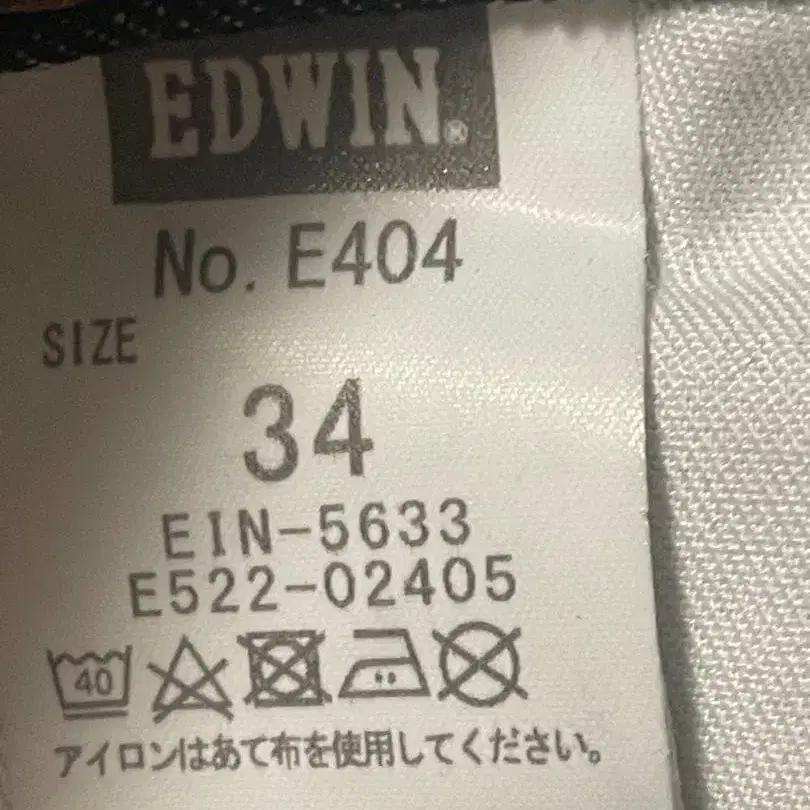 EDWIN®
No. E404
SIZE
34
EIN-5633
E522-02405
40
アイロンはあて布を使用してください。